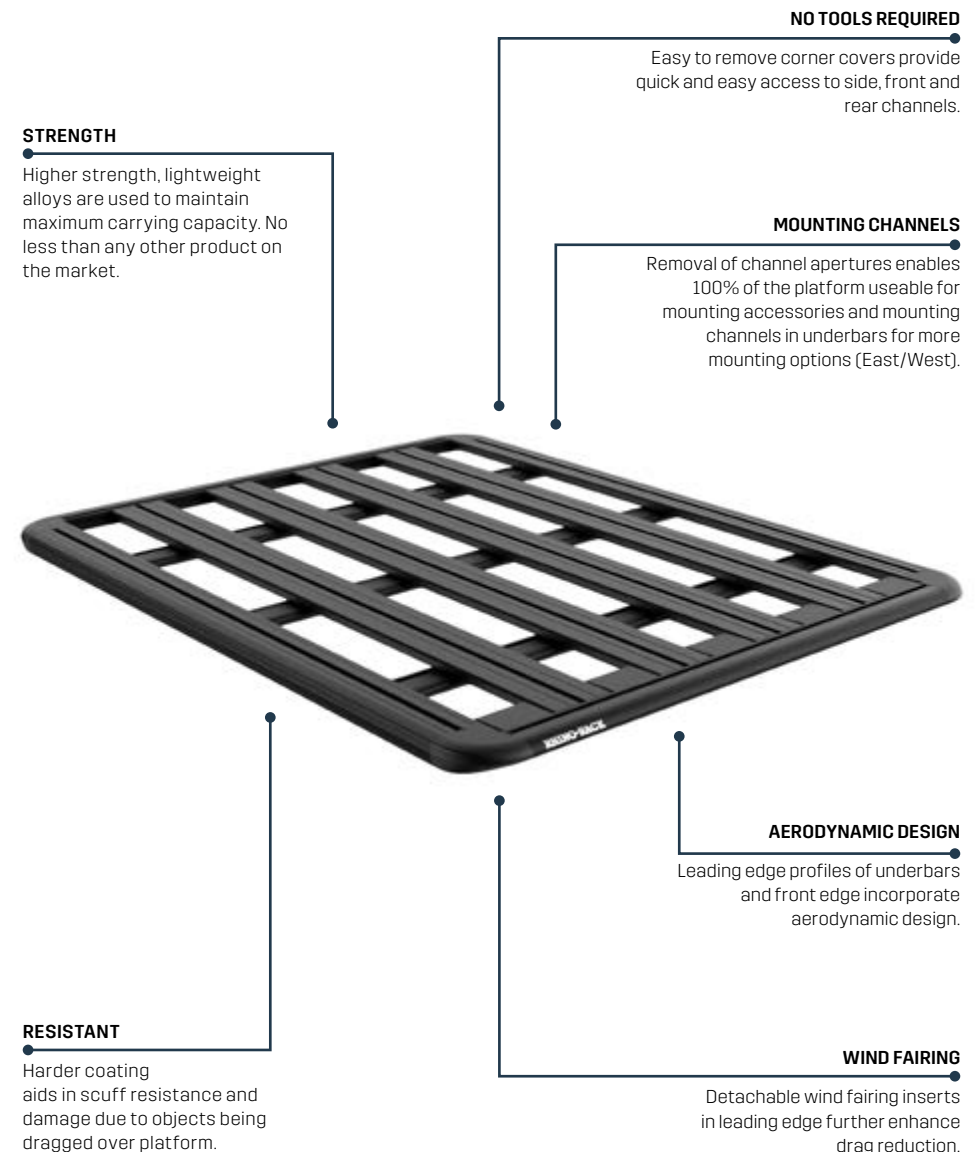 NO TOOLS REQUIRED
Easy to remove corner covers provide
quick and easy access to side, front and
rear channels.
STRENGTH
Higher strength, lightweight
alloys are used to maintain
maximum carrying capacity. No
less than any other product on
the market.
MOUNTING CHANNELS
Removal of channel apertures enables
100% of the platform useable for
mounting accessories and mounting
channels in underbars for more
mounting options (East/West).
RHINO-RACK
AERODYNAMIC DESIGN
Leading edge profiles of underbars
and front edge incorporate
aerodynamic design.
RESISTANT
Harder coating
aids in scuff resistance and
damage due to objects being
dragged over platform.
WIND FAIRING
Detachable wind fairing inserts
in leading edge further enhance
drag reduction.